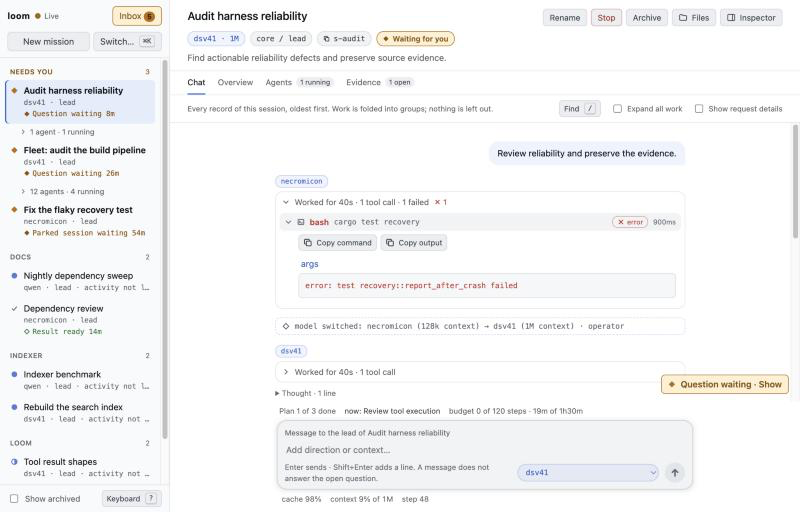 loom Live Inbox 5
New mission Switch... ⌘K
NEEDS YOU 3
Audit harness reliability
dsv41 · lead
Question waiting 8m
1 agent · 1 running
Fleet: audit the build pipeline
dsv41 · lead
Question waiting 26m
12 agents · 4 running
Fix the flaky recovery test
necromicon · lead
Parked session waiting 54m
DOCS 2
Nightly dependency sweep
qwen · lead · activity not l…
Dependency review
necromicon · lead
Result ready 14m
INDEXER 2
Indexer benchmark
qwen · lead · activity not l…
Rebuild the search index
dsv41 · lead · activity not …
LOOM 2
Tool result shapes
dsv41 · lead · activity not …
Show archived Keyboard ?
Audit harness reliability
Rename Stop Archive Files Inspector
dsv41 · 1M core / lead s-audit Waiting for you
Find actionable reliability defects and preserve source evidence.
Chat Overview Agents 1 running Evidence 1 open
Every record of this session, oldest first. Work is folded into groups; nothing is left out.
Find / Expand all work Show request details
Review reliability and preserve the evidence.
necromicon
Worked for 40s · 1 tool call · 1 failed × 1
bash cargo test recovery × error 900ms
Copy command Copy output
args
error: test recovery::report_after_crash failed
model switched: necromicon (128k context) → dsv41 (1M context) · operator
dsv41
Worked for 40s · 1 tool call
Question waiting · Show
Thought · 1 line
Plan 1 of 3 done now: Review tool execution budget 0 of 120 steps · 19m of 1h30m
Message to the lead of Audit harness reliability
Add direction or context...
Enter sends · Shift+Enter adds a line. A message does not
answer the open question.
dsv41
cache 98% context 9% of 1M step 48